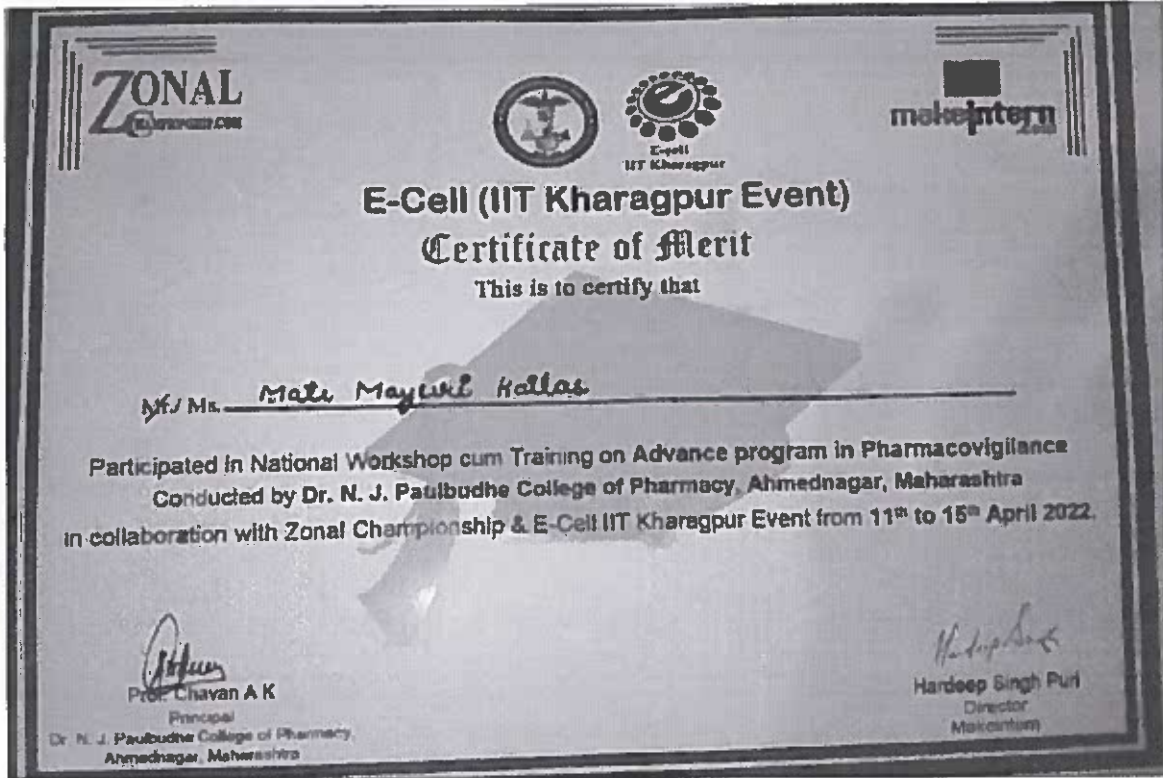 ZONAL
makeintern
E-cell
IIT Kharagpur
E-Cell (IIT Kharagpur Event)
Certificate of Merit
This is to certify that
Mr./ Ms. Mate Mayuri Kallas
Participated in National Workshop cum Training on Advance program in Pharmacovigilance
Conducted by Dr. N. J. Paulbudhe College of Pharmacy, Ahmednagar, Maharashtra
in collaboration with Zonal Championship & E-Cell IIT Kharagpur Event from 11th to 15th April 2022.
Prof. Chavan A K
Principal
Dr. N. J. Paulbudhe College of Pharmacy,
Ahmednagar, Maharashtra
Hardeep Singh Puri
Director
Makeintern